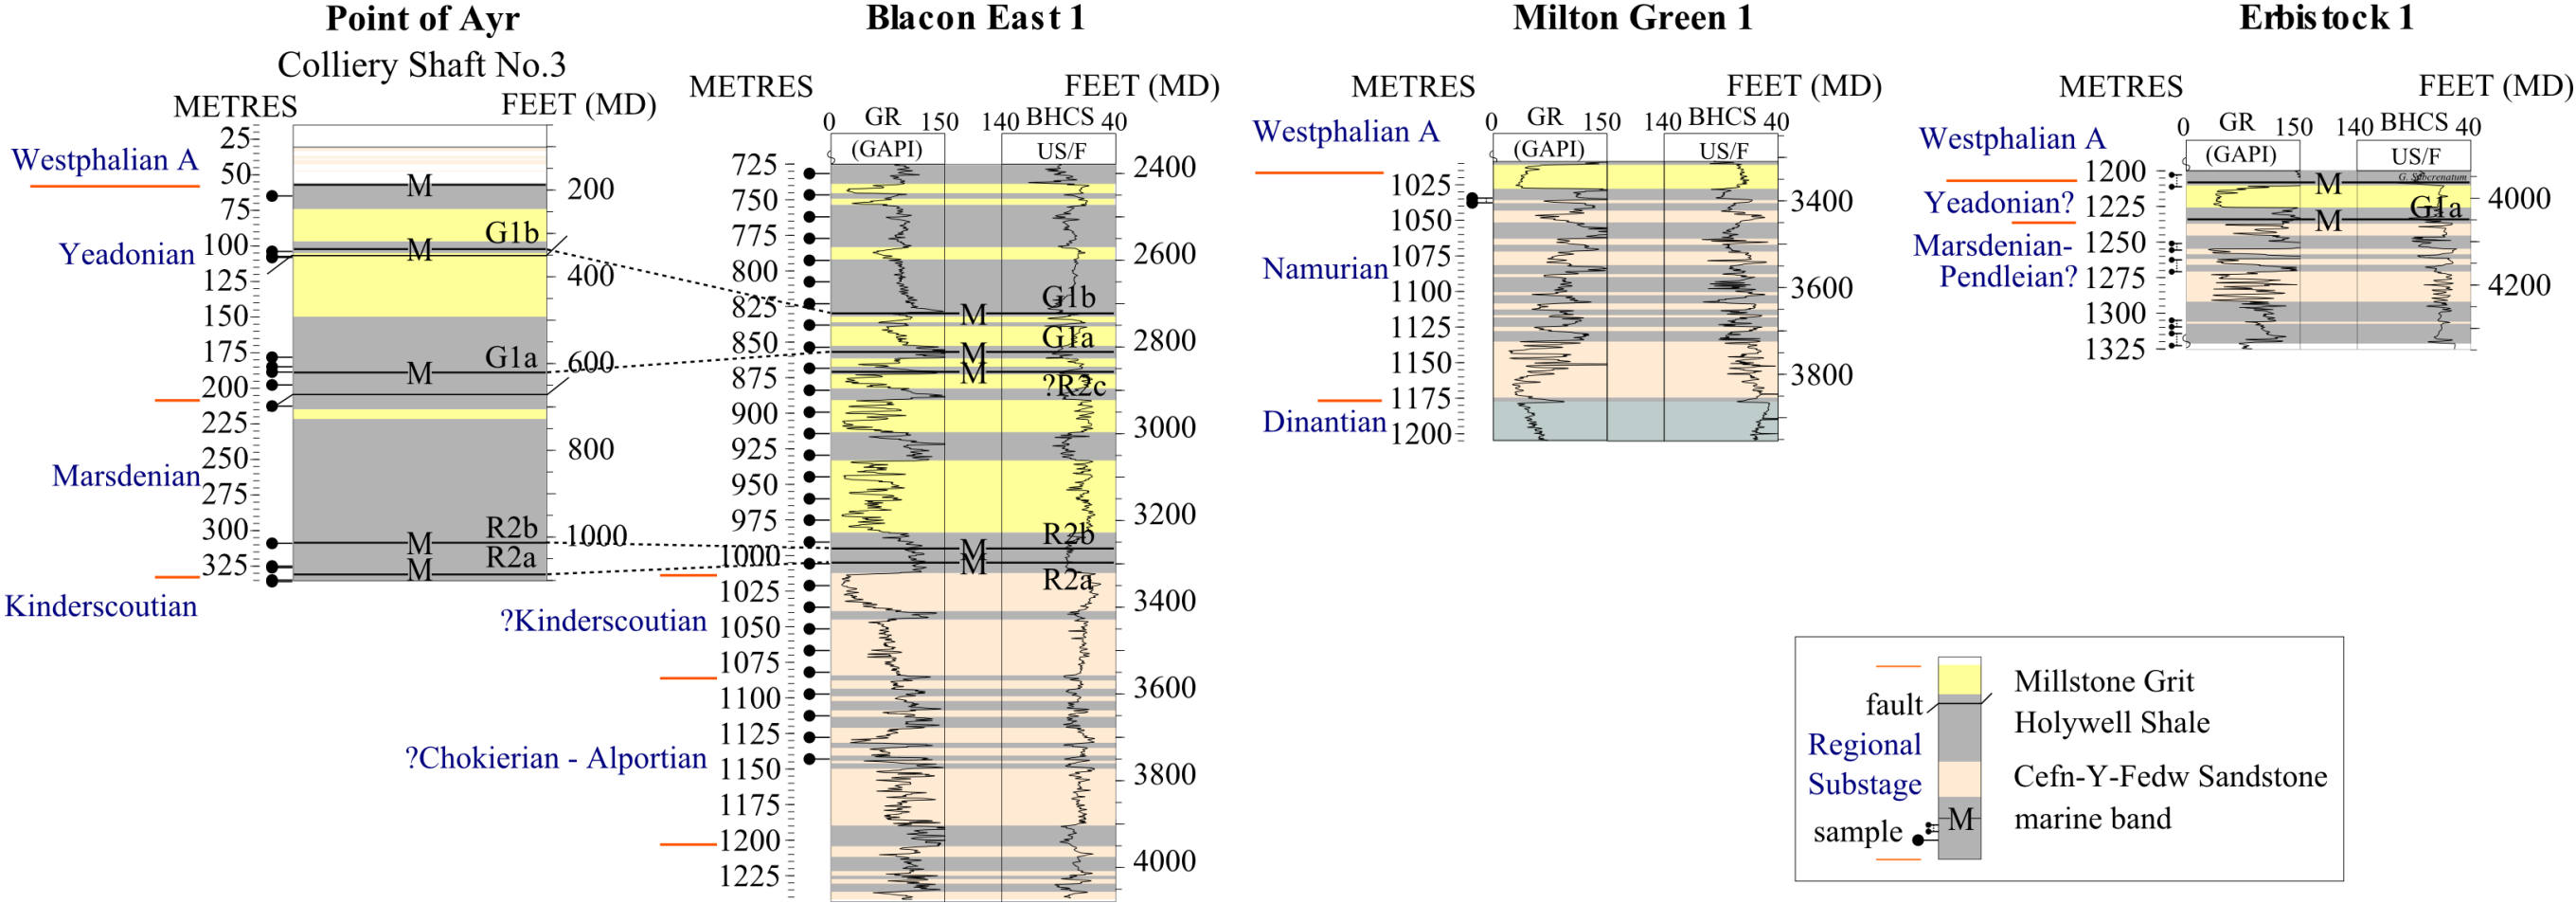 Point of Ayr
Colliery Shaft No.3
METRES
FEET (MD)
25
50
75
100
125
150
175
200
225
250
275
300
325
200
400
600
800
1000
Westphalian A
Yeadonian
Marsdenian
Kinderscoutian
M
M
G1b
M
G1a
M
R2b
M
R2a
Blacon East 1
METRES
FEET (MD)
0 GR 150 140 BHCS 40
(GAPI) US/F
725
750
775
800
825
850
875
900
925
950
975
1000
1025
1050
1075
1100
1125
1150
1175
1200
1225
2400
2600
2800
3000
3200
3400
3600
3800
4000
?Kinderscoutian
?Chokierian - Alportian
M
G1b
M
G1a
M
?R2c
M
R2b
M
R2a
Milton Green 1
METRES
FEET (MD)
0 GR 150 140 BHCS 40
(GAPI) US/F
Westphalian A
Namurian
Dinantian
1025
1050
1075
1100
1125
1150
1175
1200
3400
3600
3800
Erbistock 1
METRES
FEET (MD)
0 GR 150 140 BHCS 40
(GAPI) US/F
Westphalian A
Yeadonian?
Marsdenian-
Pendleian?
1200
1225
1250
1275
1300
1325
4000
4200
G. Subcrenatum
M
M
G1a
fault
Regional
Substage
sample
M
Millstone Grit
Holywell Shale
Cefn-Y-Fedw Sandstone
marine band